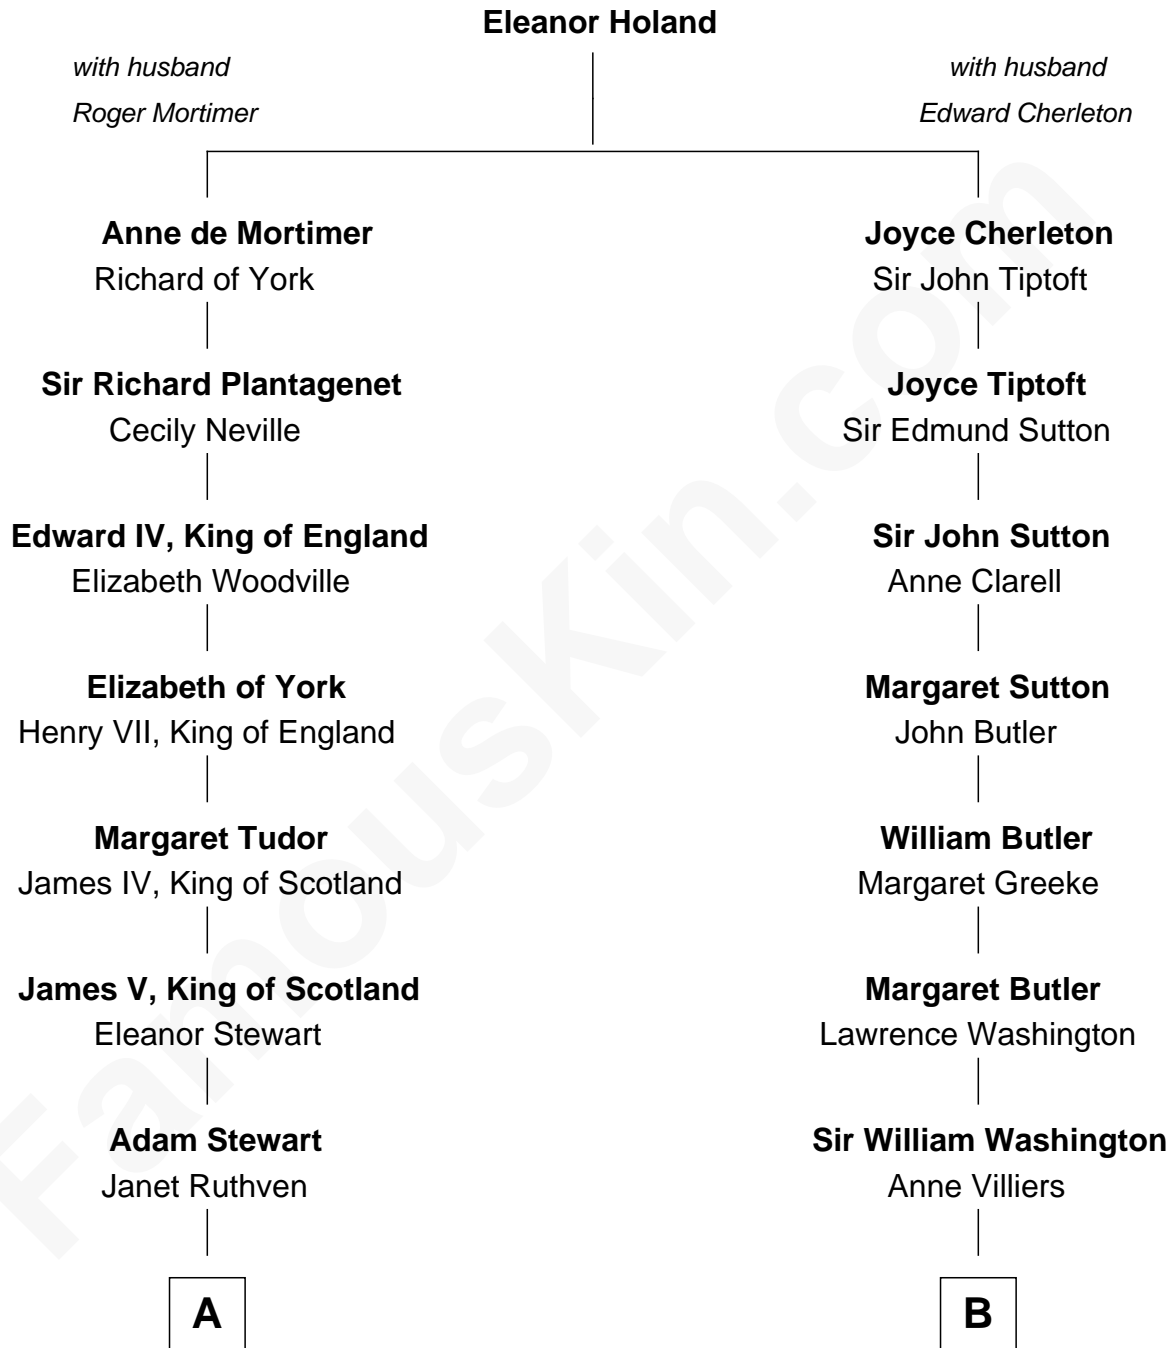 Eleanor Holand
with husband
Roger Mortimer
with husband
Edward Cherleton
Anne de Mortimer
Richard of York
Joyce Cherleton
Sir John Tiptoft
Sir Richard Plantagenet
Cecily Neville
Joyce Tiptoft
Sir Edmund Sutton
Edward IV, King of England
Elizabeth Woodville
Sir John Sutton
Anne Clarell
Elizabeth of York
Henry VII, King of England
Margaret Sutton
John Butler
Margaret Tudor
James IV, King of Scotland
William Butler
Margaret Greeke
James V, King of Scotland
Eleanor Stewart
Margaret Butler
Lawrence Washington
Adam Stewart
Janet Ruthven
Sir William Washington
Anne Villiers
A
B
FamousKin.com